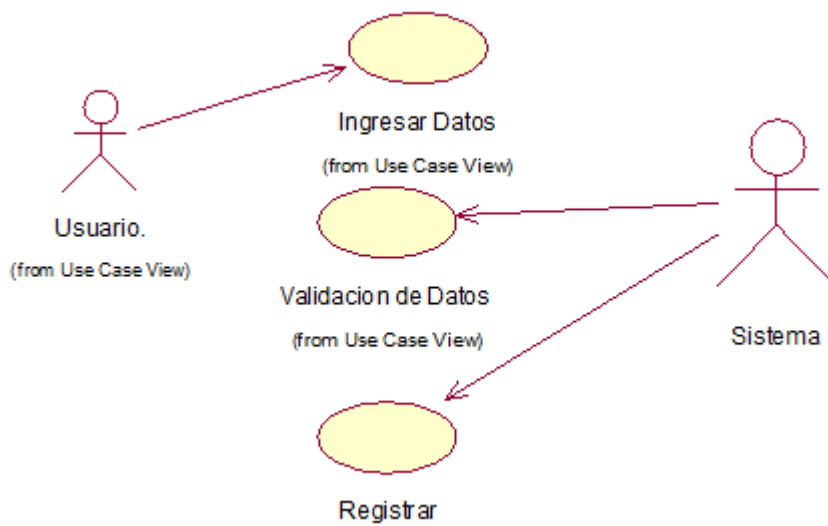 Ingresar Datos
(from Use Case View)
Usuario.
(from Use Case View)
Validacion de Datos
(from Use Case View)
Sistema
Registrar